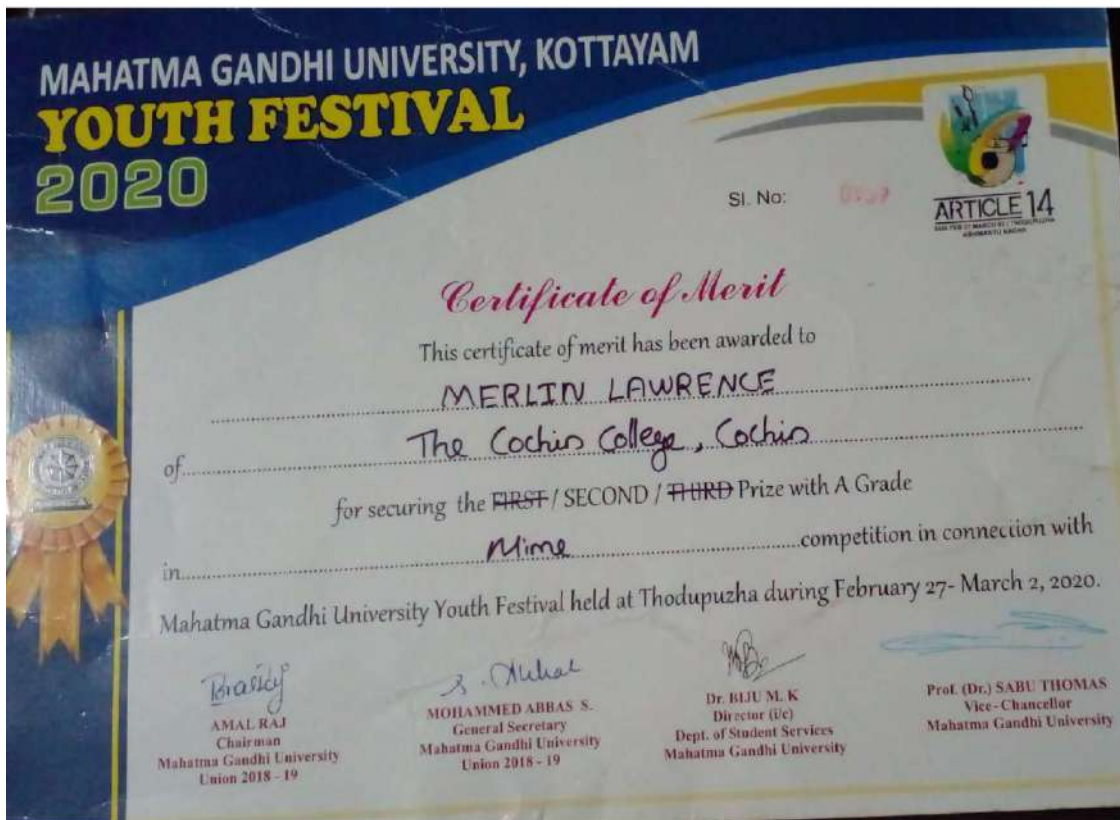 MAHATMA GANDHI UNIVERSITY, KOTTAYAM
YOUTH FESTIVAL
2020
Sl. No:
ARTICLE 14
Certificate of Merit
This certificate of merit has been awarded to
MERLIN LAWRENCE
of The Cochin College, Cochin
for securing the FIRST / SECOND / THIRD Prize with A Grade
in Mime competition in connection with
Mahatma Gandhi University Youth Festival held at Thodupuzha during February 27- March 2, 2020.
AMAL RAJ
Chairman
Mahatma Gandhi University
Union 2018 - 19
MOHAMMED ABBAS S.
General Secretary
Mahatma Gandhi University
Union 2018 - 19
Dr. BIJU M. K
Director (i/c)
Dept. of Student Services
Mahatma Gandhi University
Prof. (Dr.) SABU THOMAS
Vice- Chancellor
Mahatma Gandhi University